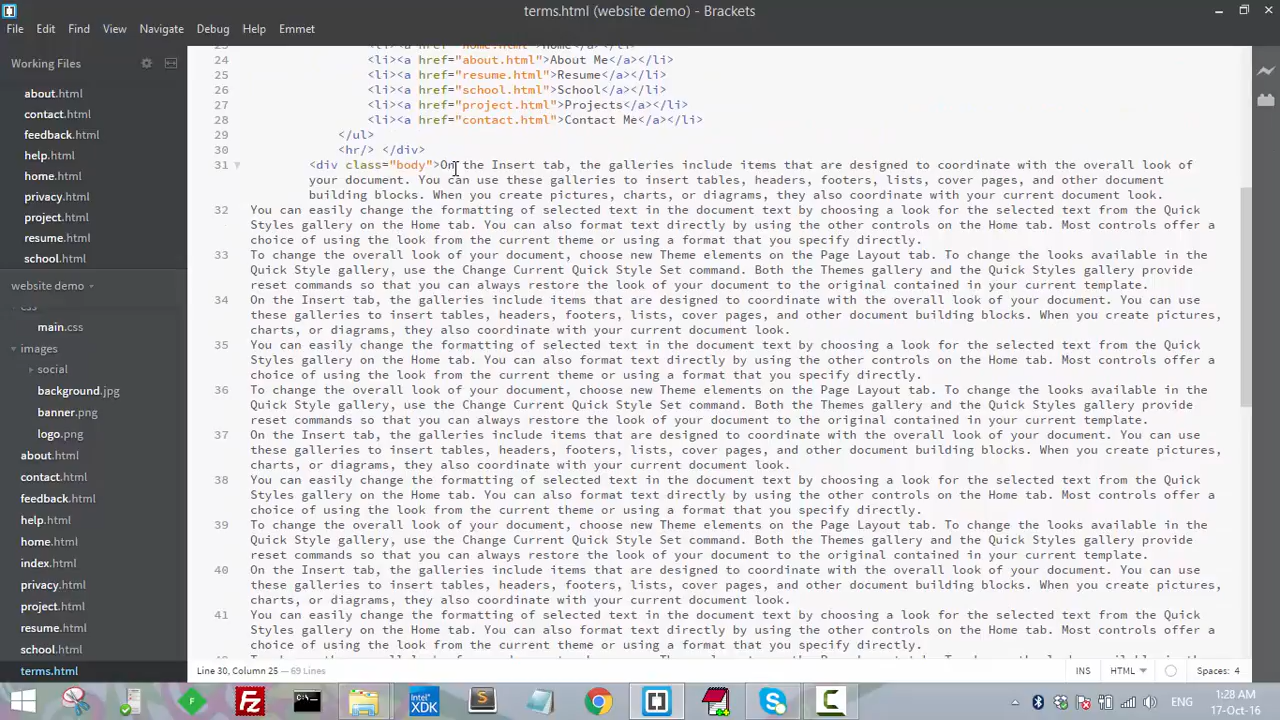 terms.html (website demo) - Brackets
File Edit Find View Navigate Debug Help Emmet
Working Files
about.html
contact.html
feedback.html
help.html
home.html
privacy.html
project.html
resume.html
school.html
website demo
css
main.css
images
social
background.jpg
banner.png
logo.png
about.html
contact.html
feedback.html
help.html
home.html
index.html
privacy.html
project.html
resume.html
school.html
terms.html
23 <li><a href="home.html">Home</a></li>
24 <li><a href="about.html">About Me</a></li>
25 <li><a href="resume.html">Resume</a></li>
26 <li><a href="school.html">School</a></li>
27 <li><a href="project.html">Projects</a></li>
28 <li><a href="contact.html">Contact Me</a></li>
29 </ul>
30 <hr/> </div>
31 <div class="body">On the Insert tab, the galleries include items that are designed to coordinate with the overall look of
your document. You can use these galleries to insert tables, headers, footers, lists, cover pages, and other document
building blocks. When you create pictures, charts, or diagrams, they also coordinate with your current document look.
32 You can easily change the formatting of selected text in the document text by choosing a look for the selected text from the Quick
Styles gallery on the Home tab. You can also format text directly by using the other controls on the Home tab. Most controls offer a
choice of using the look from the current theme or using a format that you specify directly.
33 To change the overall look of your document, choose new Theme elements on the Page Layout tab. To change the looks available in the
Quick Style gallery, use the Change Current Quick Style Set command. Both the Themes gallery and the Quick Styles gallery provide
reset commands so that you can always restore the look of your document to the original contained in your current template.
34 On the Insert tab, the galleries include items that are designed to coordinate with the overall look of your document. You can use
these galleries to insert tables, headers, footers, lists, cover pages, and other document building blocks. When you create pictures,
charts, or diagrams, they also coordinate with your current document look.
35 You can easily change the formatting of selected text in the document text by choosing a look for the selected text from the Quick
Styles gallery on the Home tab. You can also format text directly by using the other controls on the Home tab. Most controls offer a
choice of using the look from the current theme or using a format that you specify directly.
36 To change the overall look of your document, choose new Theme elements on the Page Layout tab. To change the looks available in the
Quick Style gallery, use the Change Current Quick Style Set command. Both the Themes gallery and the Quick Styles gallery provide
reset commands so that you can always restore the look of your document to the original contained in your current template.
37 On the Insert tab, the galleries include items that are designed to coordinate with the overall look of your document. You can use
these galleries to insert tables, headers, footers, lists, cover pages, and other document building blocks. When you create pictures,
charts, or diagrams, they also coordinate with your current document look.
38 You can easily change the formatting of selected text in the document text by choosing a look for the selected text from the Quick
Styles gallery on the Home tab. You can also format text directly by using the other controls on the Home tab. Most controls offer a
choice of using the look from the current theme or using a format that you specify directly.
39 To change the overall look of your document, choose new Theme elements on the Page Layout tab. To change the looks available in the
Quick Style gallery, use the Change Current Quick Style Set command. Both the Themes gallery and the Quick Styles gallery provide
reset commands so that you can always restore the look of your document to the original contained in your current template.
40 On the Insert tab, the galleries include items that are designed to coordinate with the overall look of your document. You can use
these galleries to insert tables, headers, footers, lists, cover pages, and other document building blocks. When you create pictures,
charts, or diagrams, they also coordinate with your current document look.
41 You can easily change the formatting of selected text in the document text by choosing a look for the selected text from the Quick
Styles gallery on the Home tab. You can also format text directly by using the other controls on the Home tab. Most controls offer a
choice of using the look from the current theme or using a format that you specify directly.
Line 30, Column 25 — 69 Lines
INS HTML Spaces: 4
Intel XDK
ENG
1:28 AM
17-Oct-16